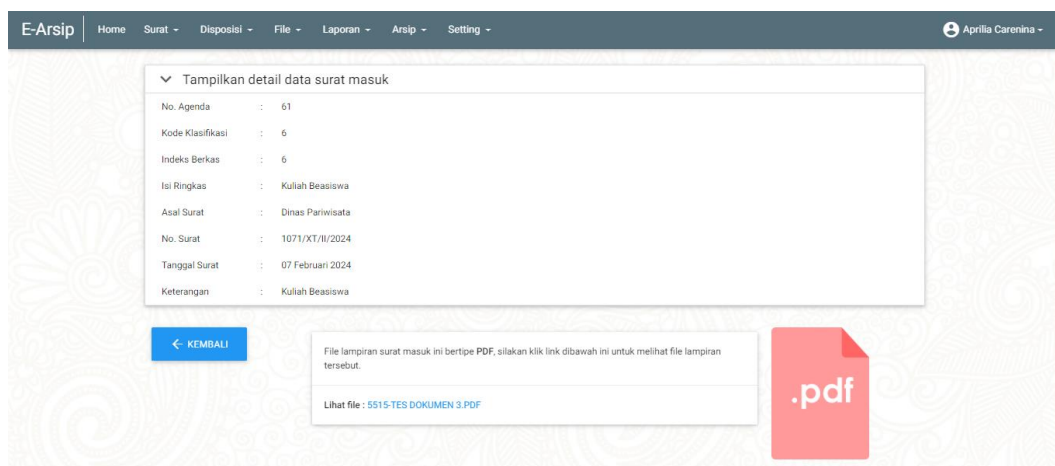 E-Arsip Home Surat Disposisi File Laporan Arsip Setting Aprilia Carenina
Tampilkan detail data surat masuk
No. Agenda : 61
Kode Klasifikasi : 6
Indeks Berkas : 6
Isi Ringkas : Kuliah Beasiswa
Asal Surat : Dinas Pariwisata
No. Surat : 1071/XT/II/2024
Tanggal Surat : 07 Februari 2024
Keterangan : Kuliah Beasiswa
KEMBALI
File lampiran surat masuk ini bertipe PDF, silakan klik link dibawah ini untuk melihat file lampiran
tersebut.
Lihat file : 5515-TES DOKUMEN 3.PDF
.pdf